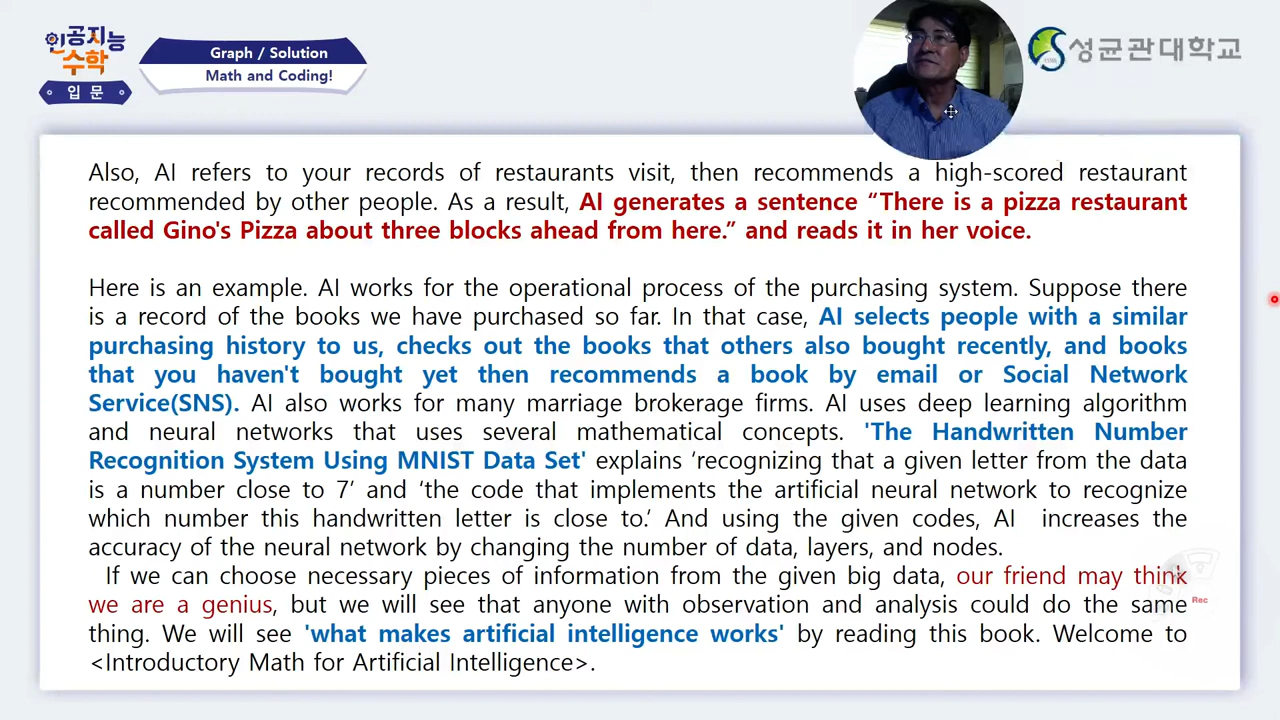 인공지능
수학
입문
Graph / Solution
Math and Coding!
성균관대학교
Also, AI refers to your records of restaurants visit, then recommends a high-scored restaurant
recommended by other people. As a result, AI generates a sentence “There is a pizza restaurant
called Gino's Pizza about three blocks ahead from here.” and reads it in her voice.
Here is an example. AI works for the operational process of the purchasing system. Suppose there
is a record of the books we have purchased so far. In that case, AI selects people with a similar
purchasing history to us, checks out the books that others also bought recently, and books
that you haven't bought yet then recommends a book by email or Social Network
Service(SNS). AI also works for many marriage brokerage firms. AI uses deep learning algorithm
and neural networks that uses several mathematical concepts. 'The Handwritten Number
Recognition System Using MNIST Data Set' explains ‘recognizing that a given letter from the data
is a number close to 7’ and ‘the code that implements the artificial neural network to recognize
which number this handwritten letter is close to.’ And using the given codes, AI increases the
accuracy of the neural network by changing the number of data, layers, and nodes.
If we can choose necessary pieces of information from the given big data, our friend may think
we are a genius, but we will see that anyone with observation and analysis could do the same
thing. We will see 'what makes artificial intelligence works' by reading this book. Welcome to
<Introductory Math for Artificial Intelligence>.
Rec